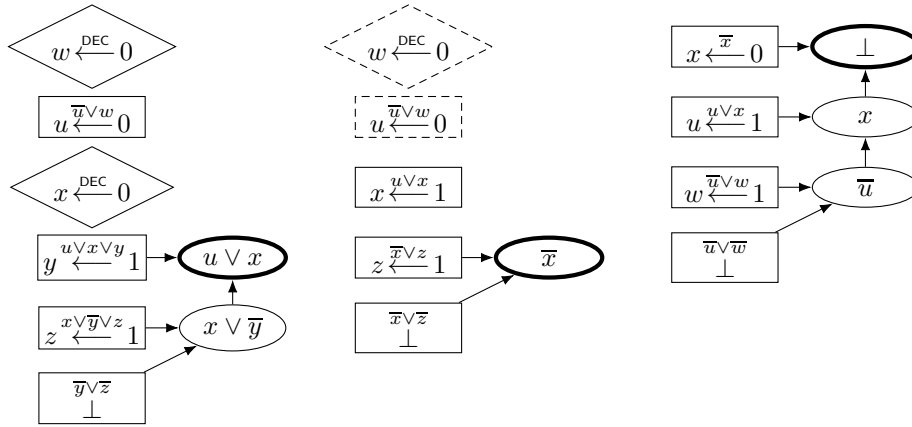 w ←DEC 0
u ←u̅∨w 0
x ←DEC 0
y ←u∨x∨y 1
u ∨ x
z ←x∨y̅∨z 1
x ∨ y̅
y̅∨z̅
⊥
w ←DEC 0
u ←u̅∨w 0
x ←u∨x 1
z ←x̅∨z 1
x̅
x̅∨z̅
⊥
x ←x̅ 0
⊥
u ←u∨x 1
x
w ←u̅∨w 1
u̅
u̅∨w̅
⊥